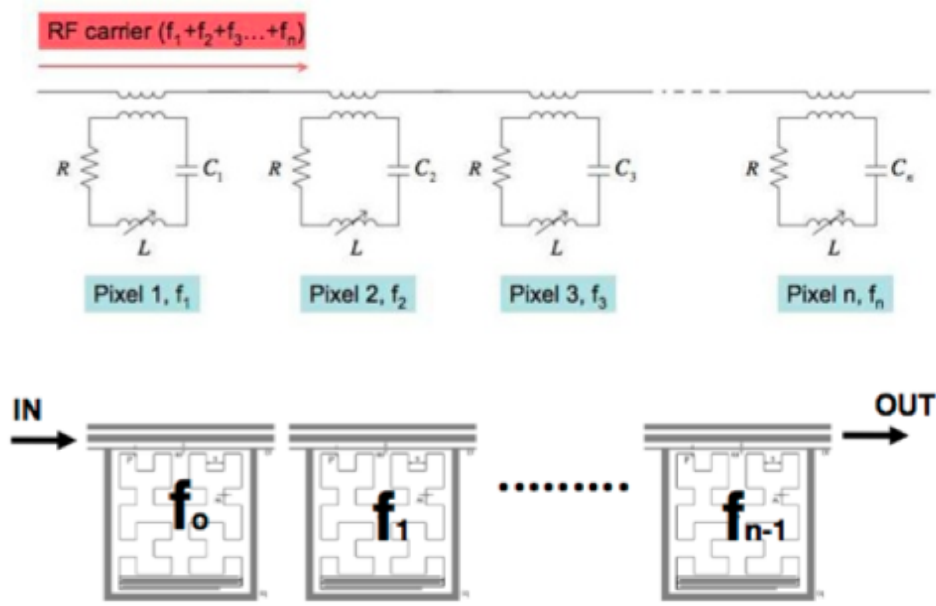 RF carrier (f1+f2+f3...+fn)
R C1 R C2 R C3 R Cn
L L L L
Pixel 1, f1 Pixel 2, f2 Pixel 3, f3 Pixel n, fn
IN OUT
fo f1 fn-1